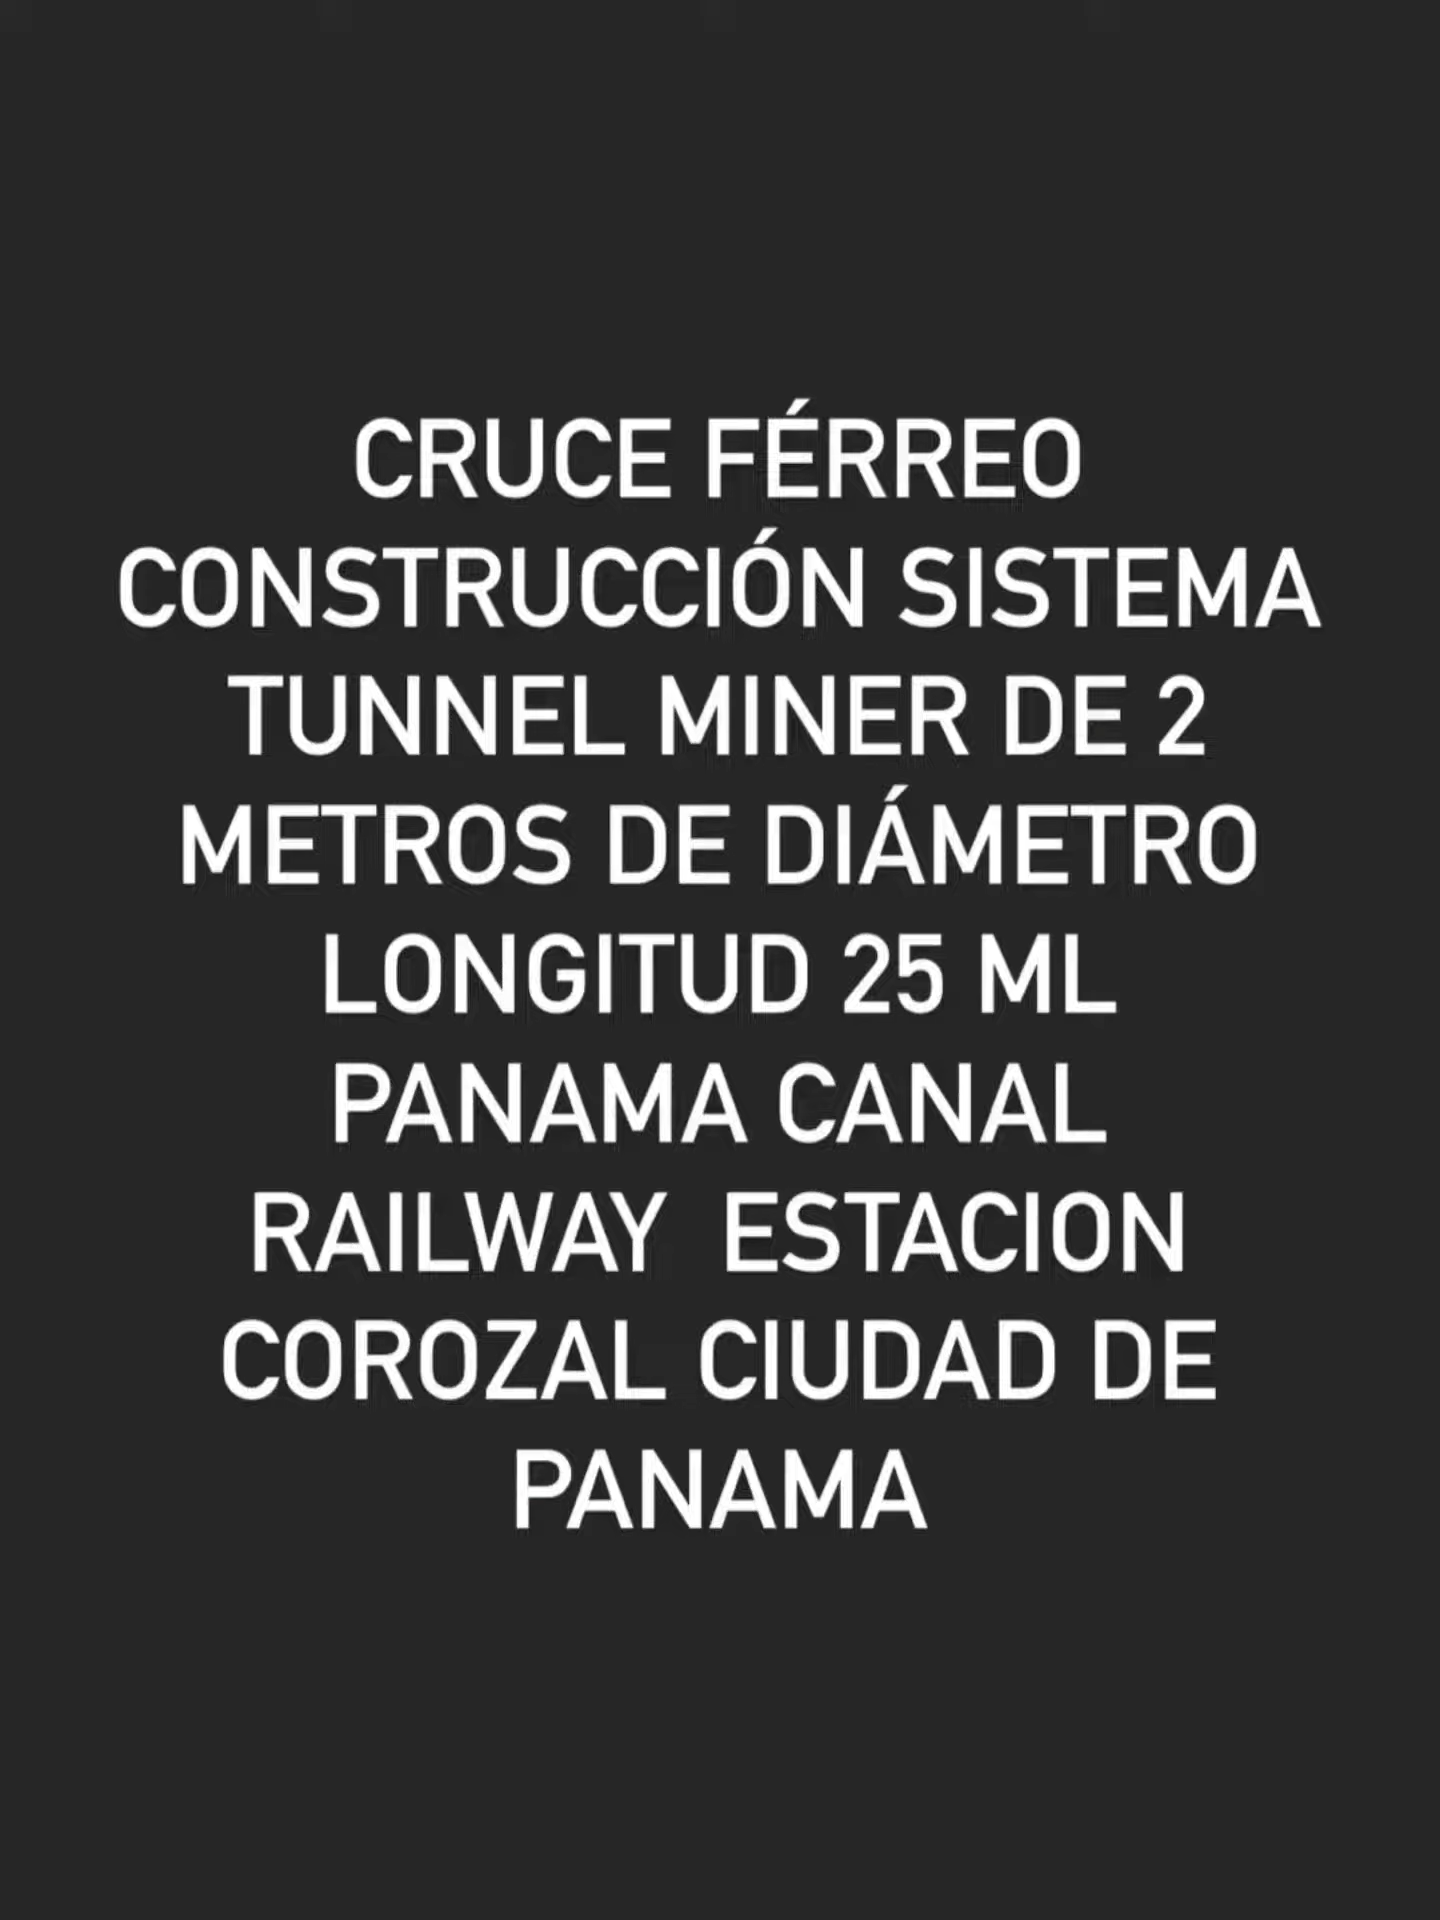 CRUCE FÉRREO
CONSTRUCCIÓN SISTEMA
TUNNEL MINER DE 2
METROS DE DIÁMETRO
LONGITUD 25 ML
PANAMA CANAL
RAILWAY  ESTACION
COROZAL CIUDAD DE
PANAMA